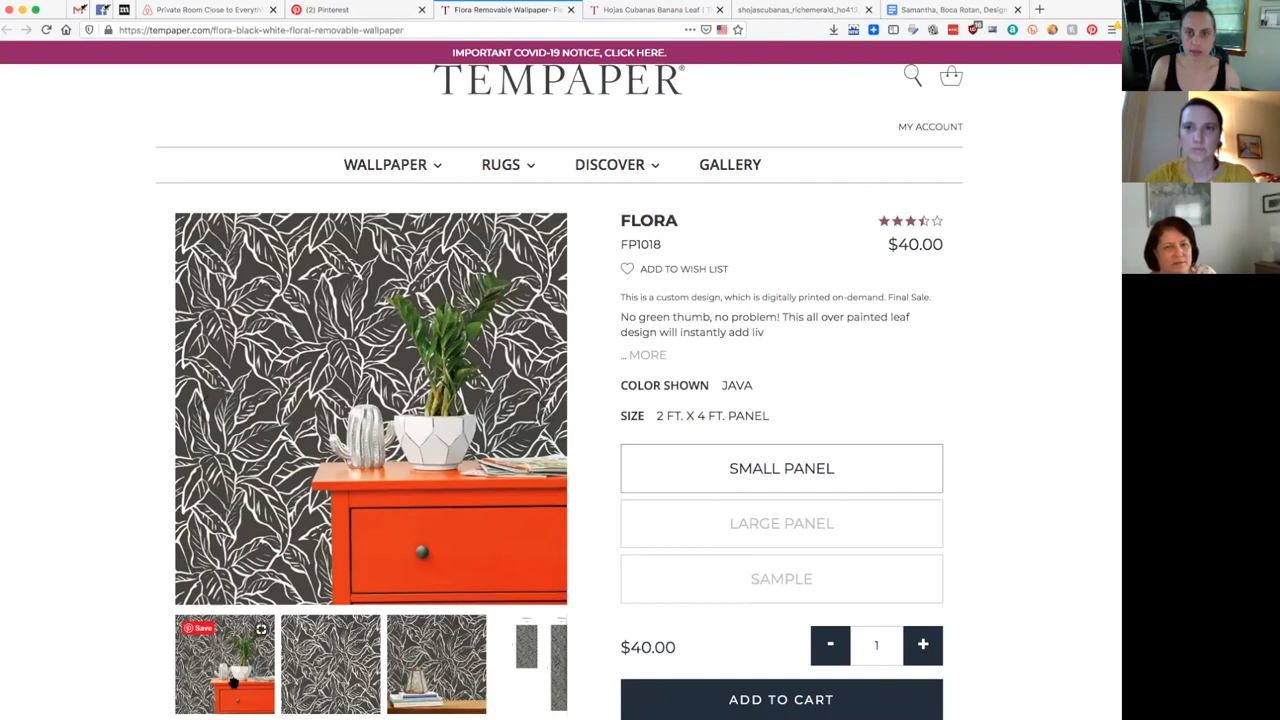 Private Room Close to Everyth
(2) Pinterest
Flora Removable Wallpaper- Fl
Hojas Cubanas Banana Leaf | T
shojascubanas_richemerald_ho413
Samantha, Boca Rotan, Design
https://tempaper.com/flora-black-white-floral-removable-wallpaper
IMPORTANT COVID-19 NOTICE, CLICK HERE.
TEMPAPER®
MY ACCOUNT
WALLPAPER
RUGS
DISCOVER
GALLERY
FLORA
FP1018
$40.00
ADD TO WISH LIST
This is a custom design, which is digitally printed on-demand. Final Sale.
No green thumb, no problem! This all over painted leaf
design will instantly add liv
... MORE
COLOR SHOWN JAVA
SIZE 2 FT. X 4 FT. PANEL
SMALL PANEL
LARGE PANEL
SAMPLE
Save
$40.00
- 1 +
ADD TO CART